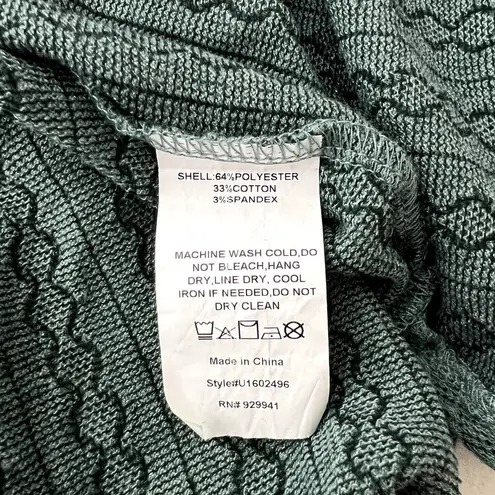 SHELL:64%POLYESTER
33%COTTON
3%SPANDEX
MACHINE WASH COLD,DO
NOT BLEACH,HANG
DRY,LINE DRY, COOL
IRON IF NEEDED,DO NOT
DRY CLEAN
Made in China
Style#U1602496
RN# 929941